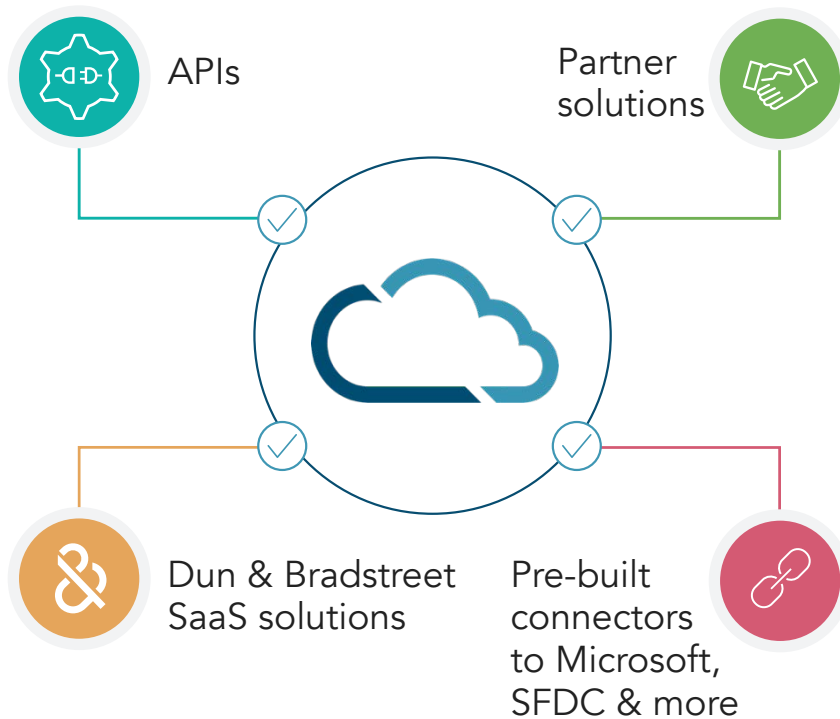 APIs
Partner
solutions
Dun & Bradstreet
SaaS solutions
Pre-built
connectors
to Microsoft,
SFDC & more